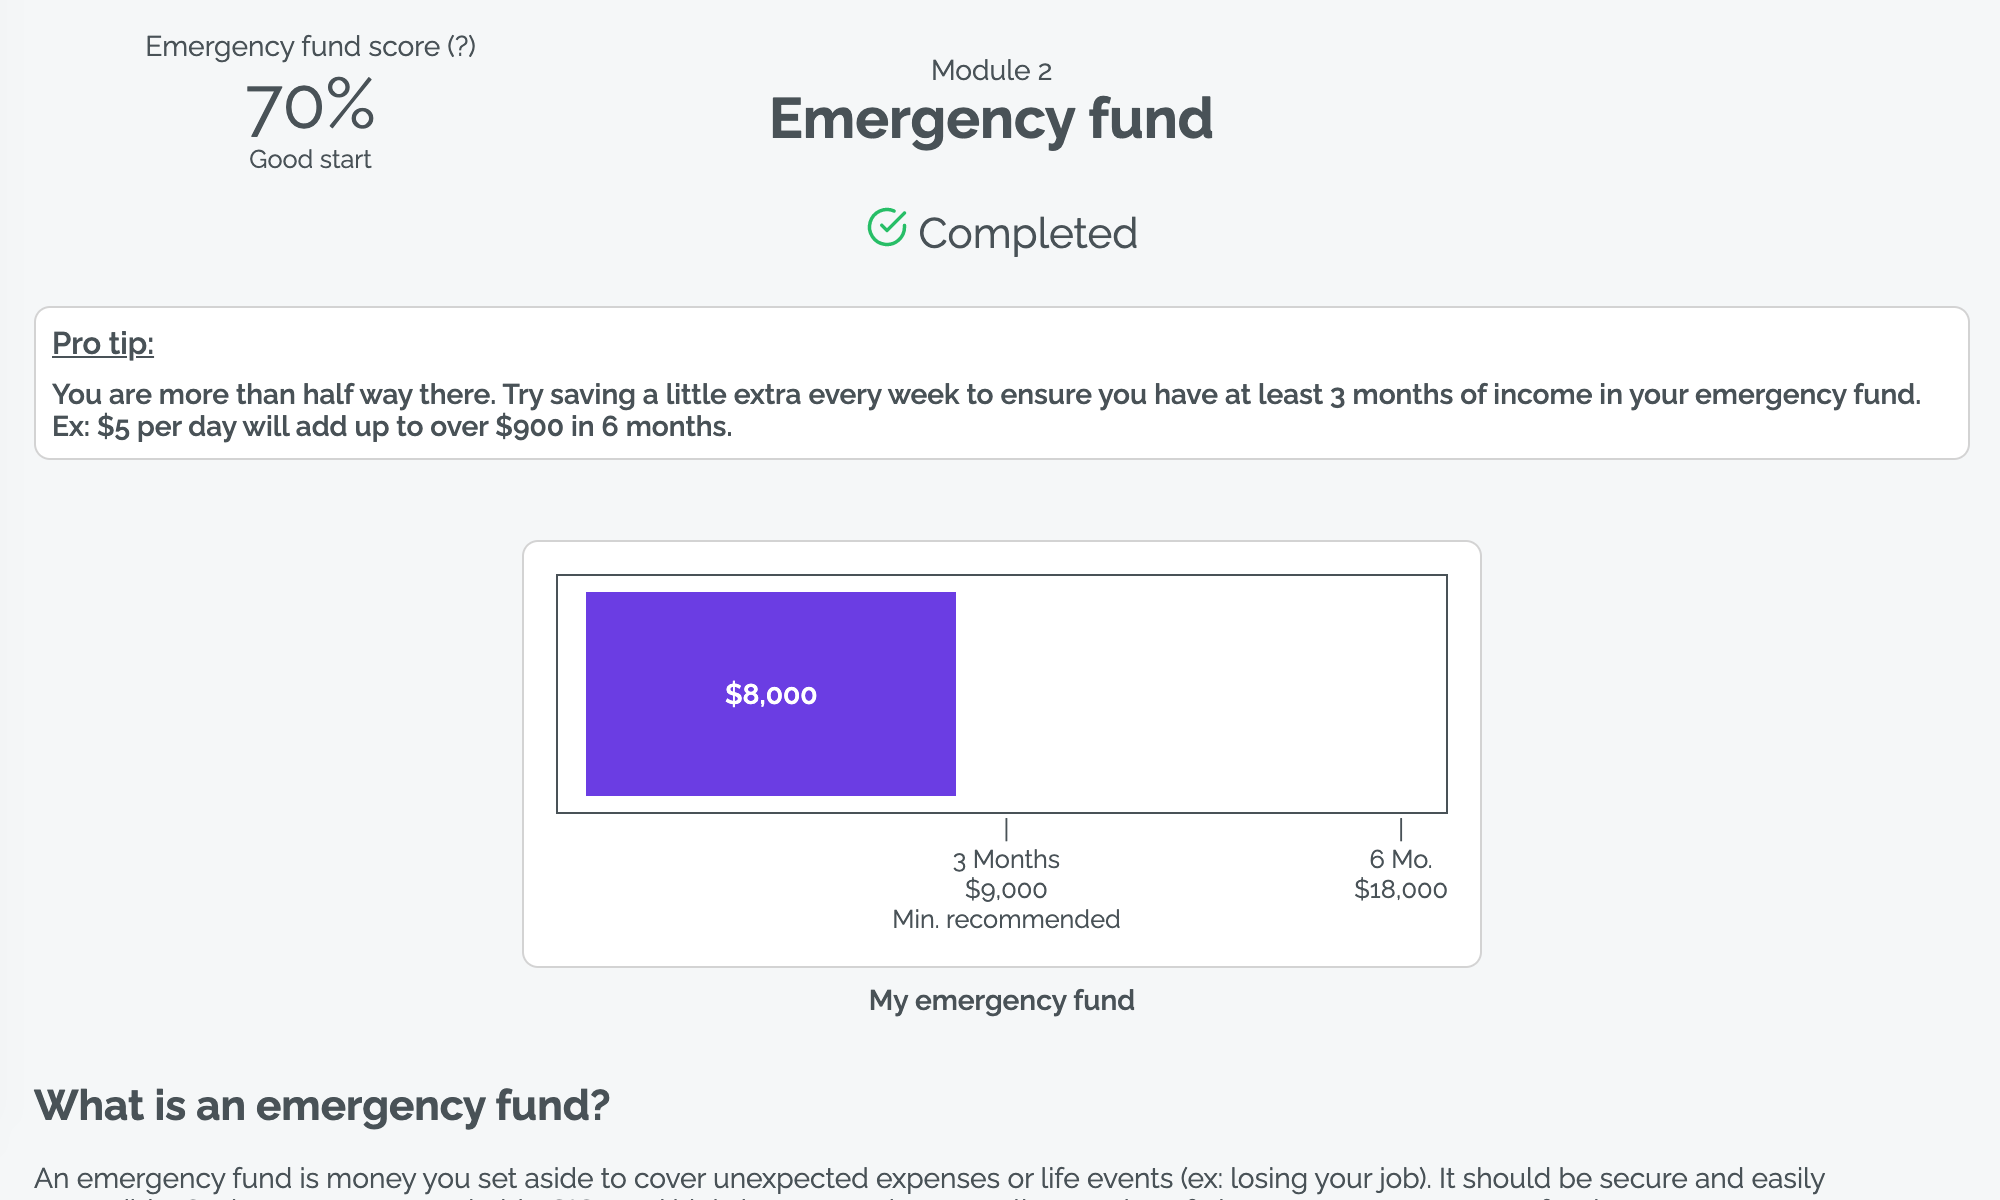 Emergency fund score (?)
70%
Good start
Module 2
Emergency fund
Completed
Pro tip:
You are more than half way there. Try saving a little extra every week to ensure you have at least 3 months of income in your emergency fund.
Ex: $5 per day will add up to over $900 in 6 months.
$8,000
3 Months
$9,000
Min. recommended
6 Mo.
$18,000
My emergency fund
What is an emergency fund?
An emergency fund is money you set aside to cover unexpected expenses or life events (ex: losing your job). It should be secure and easily